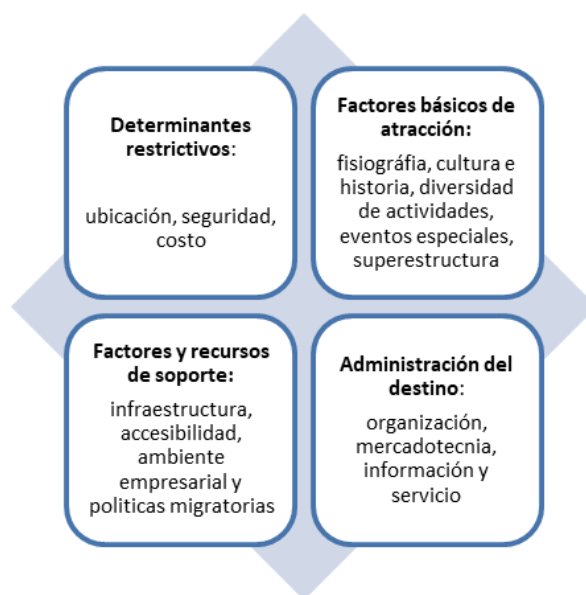 Determinantes
restrictivos:
ubicación, seguridad,
costo
Factores básicos de
atracción:
fisiográfia, cultura e
historia, diversidad
de actividades,
eventos especiales,
superestructura
Factores y recursos
de soporte:
infraestructura,
accesibilidad,
ambiente
empresarial y
politicas migratorias
Administración del
destino:
organización,
mercadotecnia,
información y
servicio